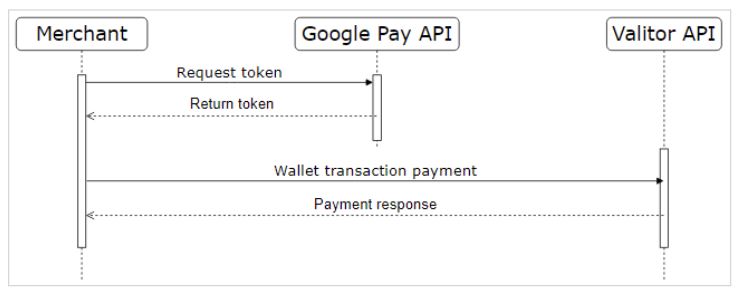 Merchant
Google Pay API
Valitor API
Request token
Return token
Wallet transaction payment
Payment response